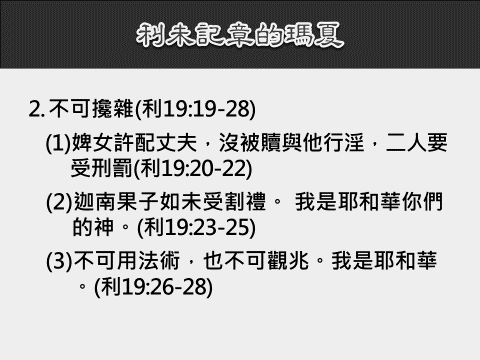 利未記章的瑪夏
2.不可攙雜(利19:19-28)
(1)婢女許配丈夫，沒被贖與他行淫，二人要
受刑罰(利19:20-22)
(2)迦南果子如未受割禮。 我是耶和華你們
的神。(利19:23-25)
(3)不可用法術，也不可觀兆。我是耶和華
。(利19:26-28)